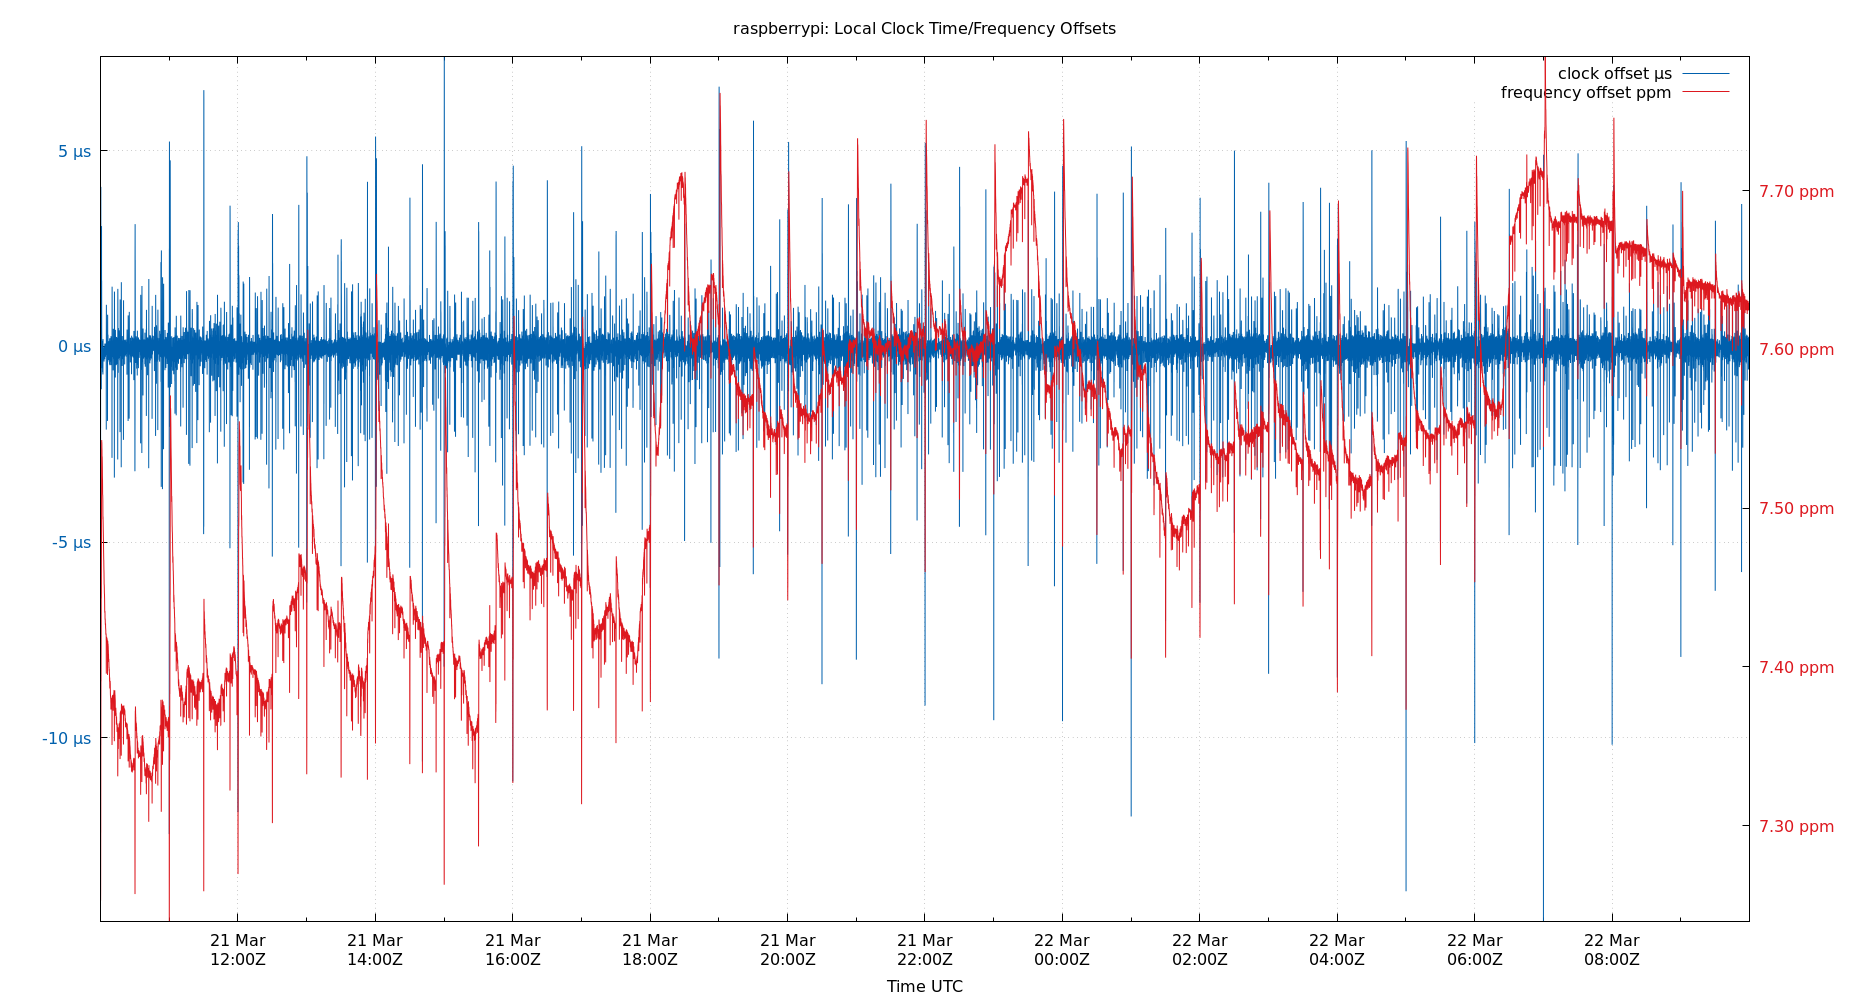 raspberrypi: Local Clock Time/Frequency Offsets
clock offset µs
frequency offset ppm
5 µs
0 µs
-5 µs
-10 µs
7.70 ppm
7.60 ppm
7.50 ppm
7.40 ppm
7.30 ppm
21 Mar
12:00Z
21 Mar
14:00Z
21 Mar
16:00Z
21 Mar
18:00Z
21 Mar
20:00Z
21 Mar
22:00Z
22 Mar
00:00Z
22 Mar
02:00Z
22 Mar
04:00Z
22 Mar
06:00Z
22 Mar
08:00Z
Time UTC